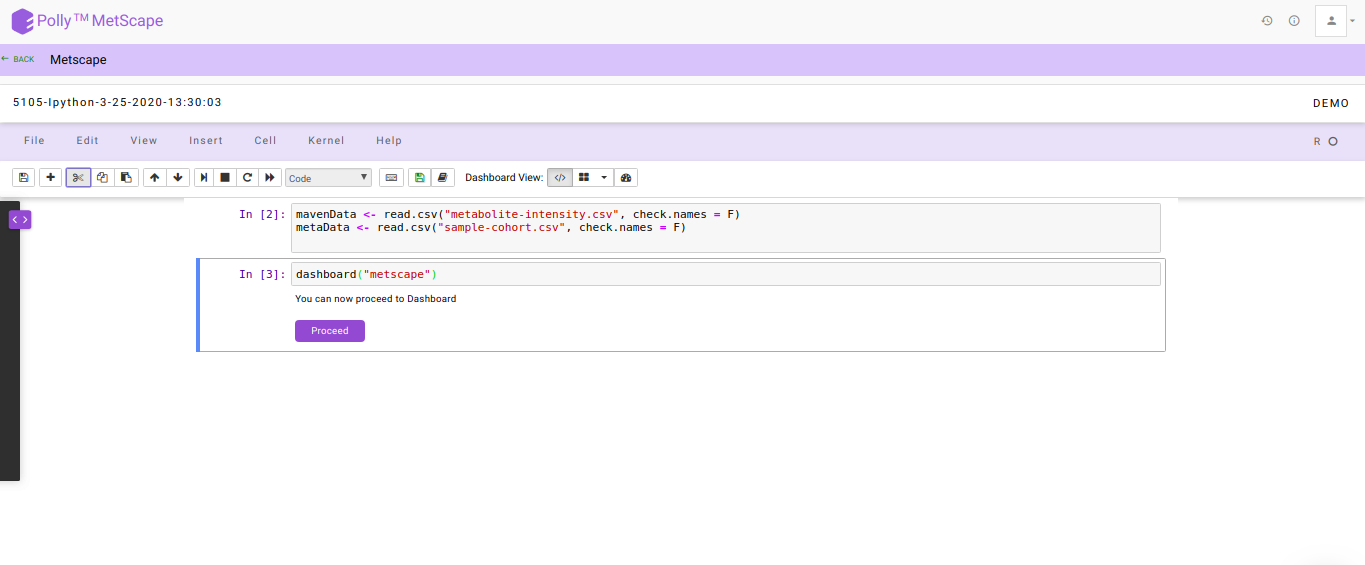 Polly™ MetScape
BACK Metscape
5105-Ipython-3-25-2020-13:30:03 DEMO
File Edit View Insert Cell Kernel Help R
Code Dashboard View:
In [2]: mavenData <- read.csv("metabolite-intensity.csv", check.names = F)
metaData <- read.csv("sample-cohort.csv", check.names = F)
In [3]: dashboard("metscape")
You can now proceed to Dashboard
Proceed